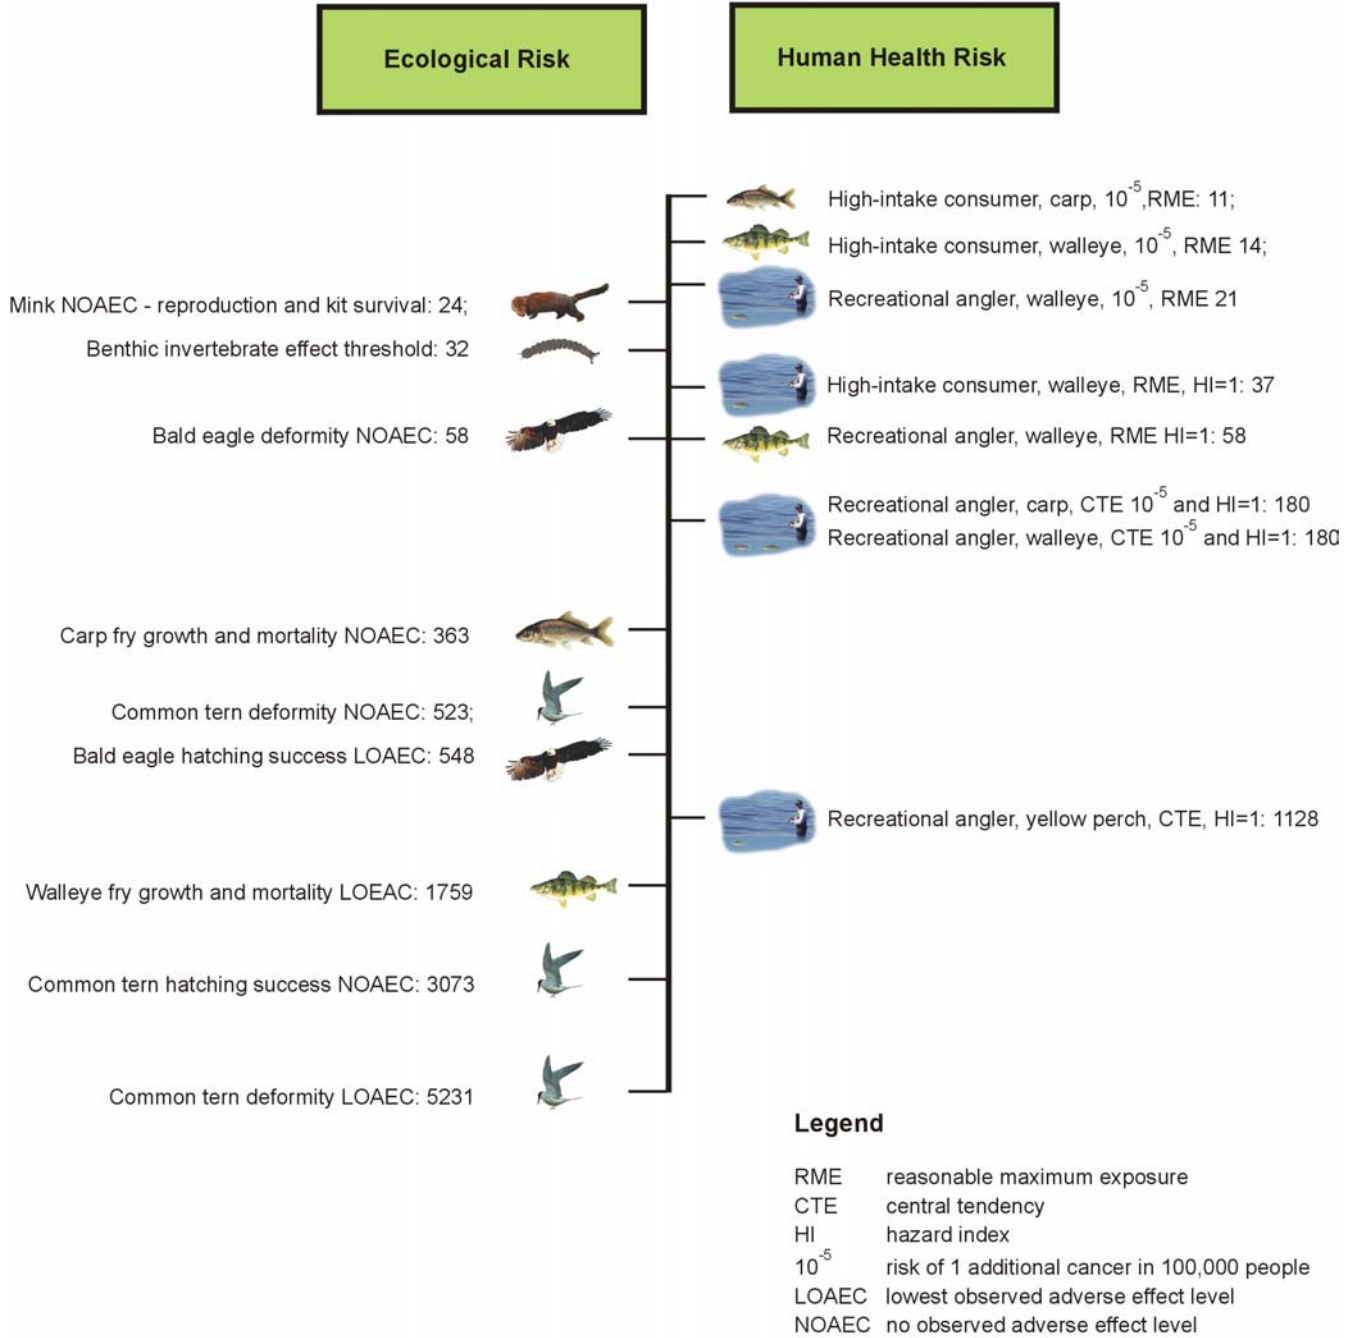 Ecological Risk
Human Health Risk
High-intake consumer, carp, 10^-5,RME: 11;
High-intake consumer, walleye, 10^-5, RME 14;
Recreational angler, walleye, 10^-5, RME 21
Mink NOAEC - reproduction and kit survival: 24;
Benthic invertebrate effect threshold: 32
High-intake consumer, walleye, RME, HI=1: 37
Bald eagle deformity NOAEC: 58
Recreational angler, walleye, RME HI=1: 58
Recreational angler, carp, CTE 10^-5 and HI=1: 180
Recreational angler, walleye, CTE 10^-5 and HI=1: 180
Carp fry growth and mortality NOAEC: 363
Common tern deformity NOAEC: 523;
Bald eagle hatching success LOAEC: 548
Recreational angler, yellow perch, CTE, HI=1: 1128
Walleye fry growth and mortality LOEAC: 1759
Common tern hatching success NOAEC: 3073
Common tern deformity LOAEC: 5231
Legend
RME reasonable maximum exposure
CTE central tendency
HI hazard index
10^-5 risk of 1 additional cancer in 100,000 people
LOAEC lowest observed adverse effect level
NOAEC no observed adverse effect level